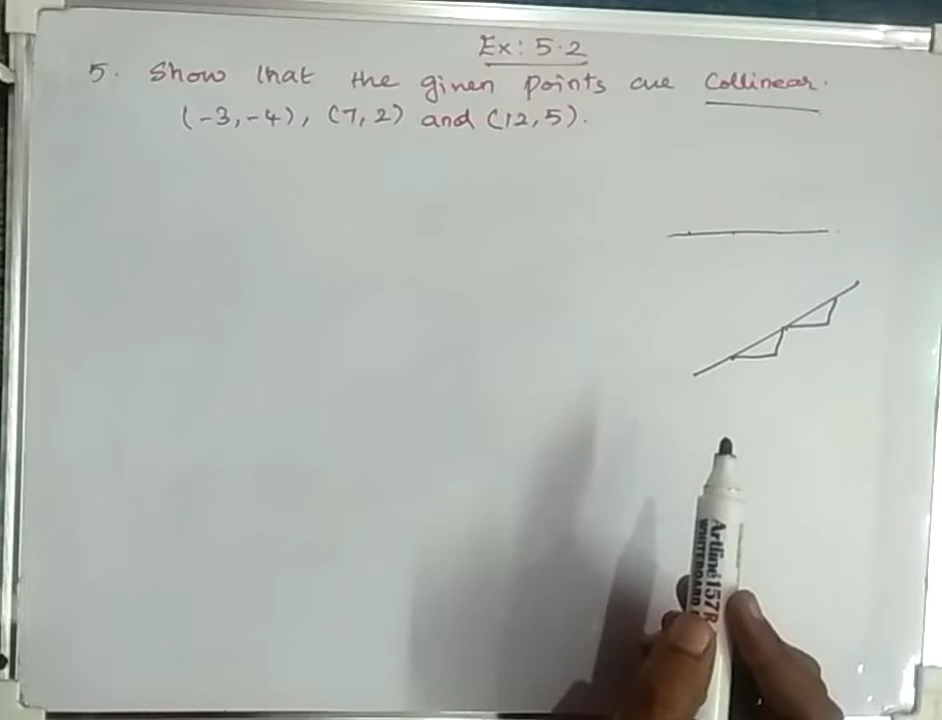 Ex: 5.2
5. Show that the given points are Collinear.
(-3,-4), (7,2) and (12,5).
Artline 157R
WHITEBOARD